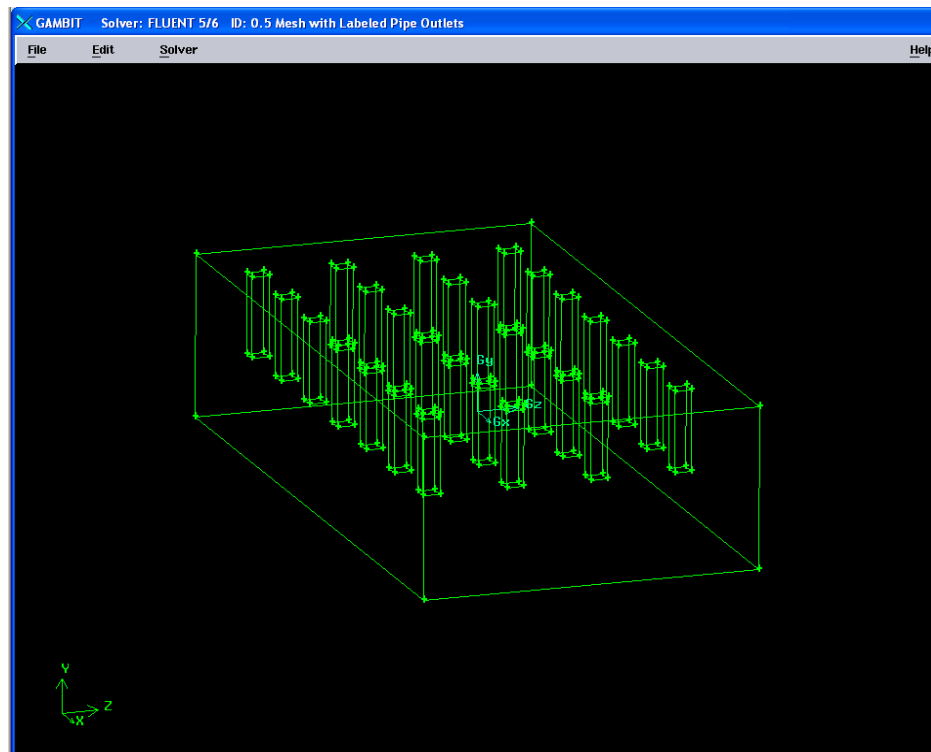 GAMBIT Solver: FLUENT 5/6 ID: 0.5 Mesh with Labeled Pipe Outlets
File Edit Solver Help
Gy
Gz
Gx
Y
Z
X